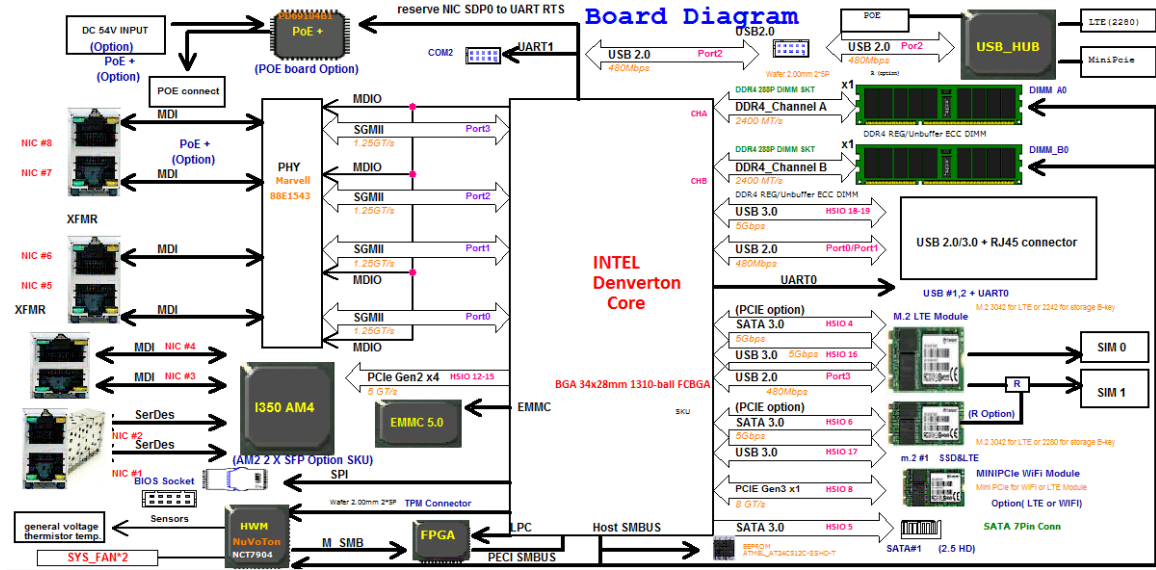 Board Diagram
reserve NIC SDP0 to UART RTS
DC 54V INPUT
(Option)
PoE +
(Option)
PD69104B1
PoE +
(POE board Option)
POE connect
COM2
UART1
USB 2.0
Port2
480Mbps
USB2.0
Wafer 2.00mm 2*5P
POE
USB 2.0
Por2
480Mbps
R (option)
USB_HUB
LTE(2280)
MiniPcie
NIC #8
NIC #7
XFMR
NIC #6
NIC #5
XFMR
MDI
PoE +
(Option)
MDI
MDI
MDI
PHY
Marvell
88E1543
MDIO
SGMII
Port3
1.25GT/s
MDIO
SGMII
Port2
1.25GT/s
SGMII
Port1
1.25GT/s
MDIO
SGMII
Port0
1.25GT/s
MDIO
INTEL
Denverton
Core
BGA 34x28mm 1310-ball FCBGA
SKU
CHA
CHB
DDR4 288P DIMM SKT
x1
DDR4_Channel A
2400 MT/s
DIMM_A0
DDR4 REG/Unbuffer ECC DIMM
DDR4 288P DIMM SKT
x1
DDR4_Channel B
2400 MT/s
DIMM_B0
DDR4 REG/Unbuffer ECC DIMM
USB 3.0
HSIO 18-19
5Gbps
USB 2.0
Port0/Port1
480Mbps
USB 2.0/3.0 + RJ45 connector
UART0
USB #1,2 + UART0
M.2 3042 for LTE or 2242 for storage B-key
M.2 LTE Module
(PCIE option)
SATA 3.0
HSIO 4
5Gbps
USB 3.0
5Gbps
HSIO 16
USB 2.0
Port3
480Mbps
SIM 0
R
SIM 1
(R Option)
(PCIE option)
SATA 3.0
HSIO 6
5Gbps
USB 3.0
HSIO 17
M.2 3042 for LTE or 2280 for storage B-key
m.2 #1 SSD&LTE
PCIE Gen3 x1
HSIO 8
8 GT/s
MINIPCIe WiFi Module
Mini PCIe for WIFI or LTE Module
Option( LTE or WIFI)
SATA 3.0
HSIO 5
SATA 7Pin Conn
SATA#1
(2.5 HD)
MDI
NIC #4
MDI
NIC #3
SerDes
NIC #2
SerDes
NIC #1
I350 AM4
PCIe Gen2 x4
HSIO 12-15
5 GT/s
EMMC 5.0
EMMC
(AM2 2 X SFP Option SKU)
BIOS Socket
SPI
Wafer 2.00mm 2*5P
TPM Connector
general voltage
thermistor temp.
Sensors
SYS_FAN*2
HWM
NuVoTon
NCT7904
M_SMB
FPGA
LPC
PECI SMBUS
Host SMBUS
EEPROM
ATMEL_AT24C512C-SSHD-T